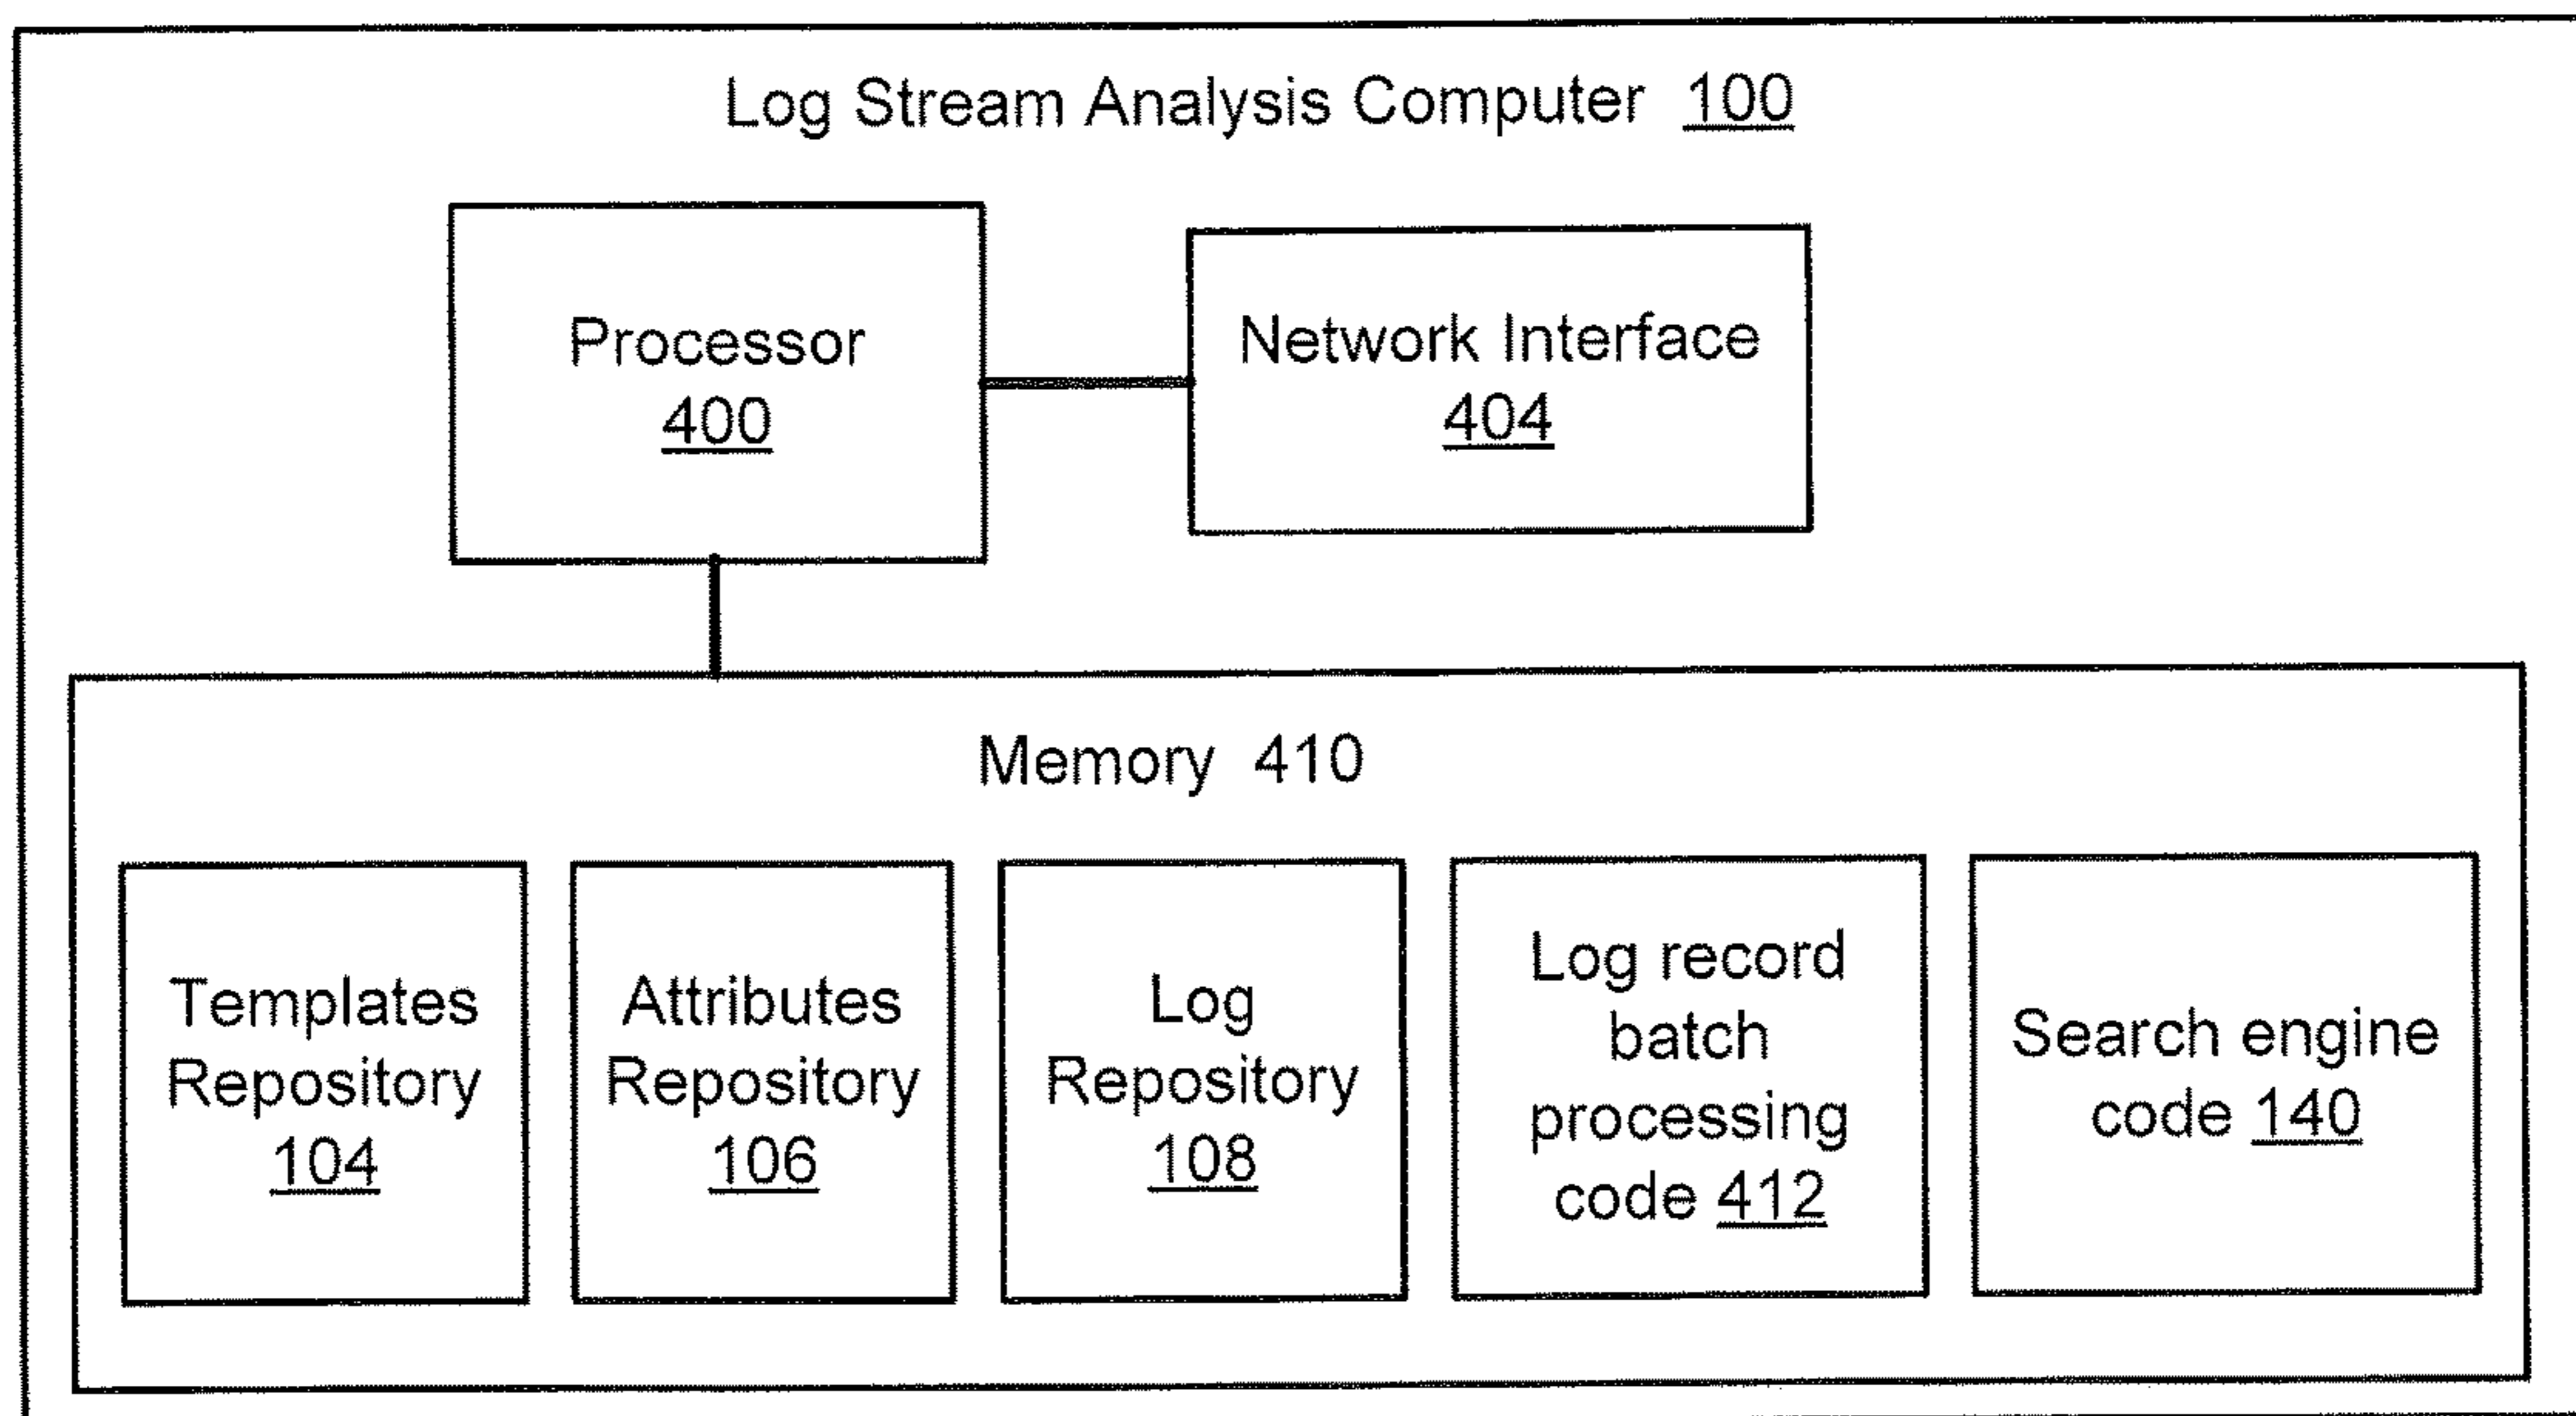 Log Stream Analysis Computer 100
Processor
400
Network Interface
404
Memory 410
Templates
Repository
104
Attributes
Repository
106
Log
Repository
108
Log record
batch
processing
code 412
Search engine
code 140